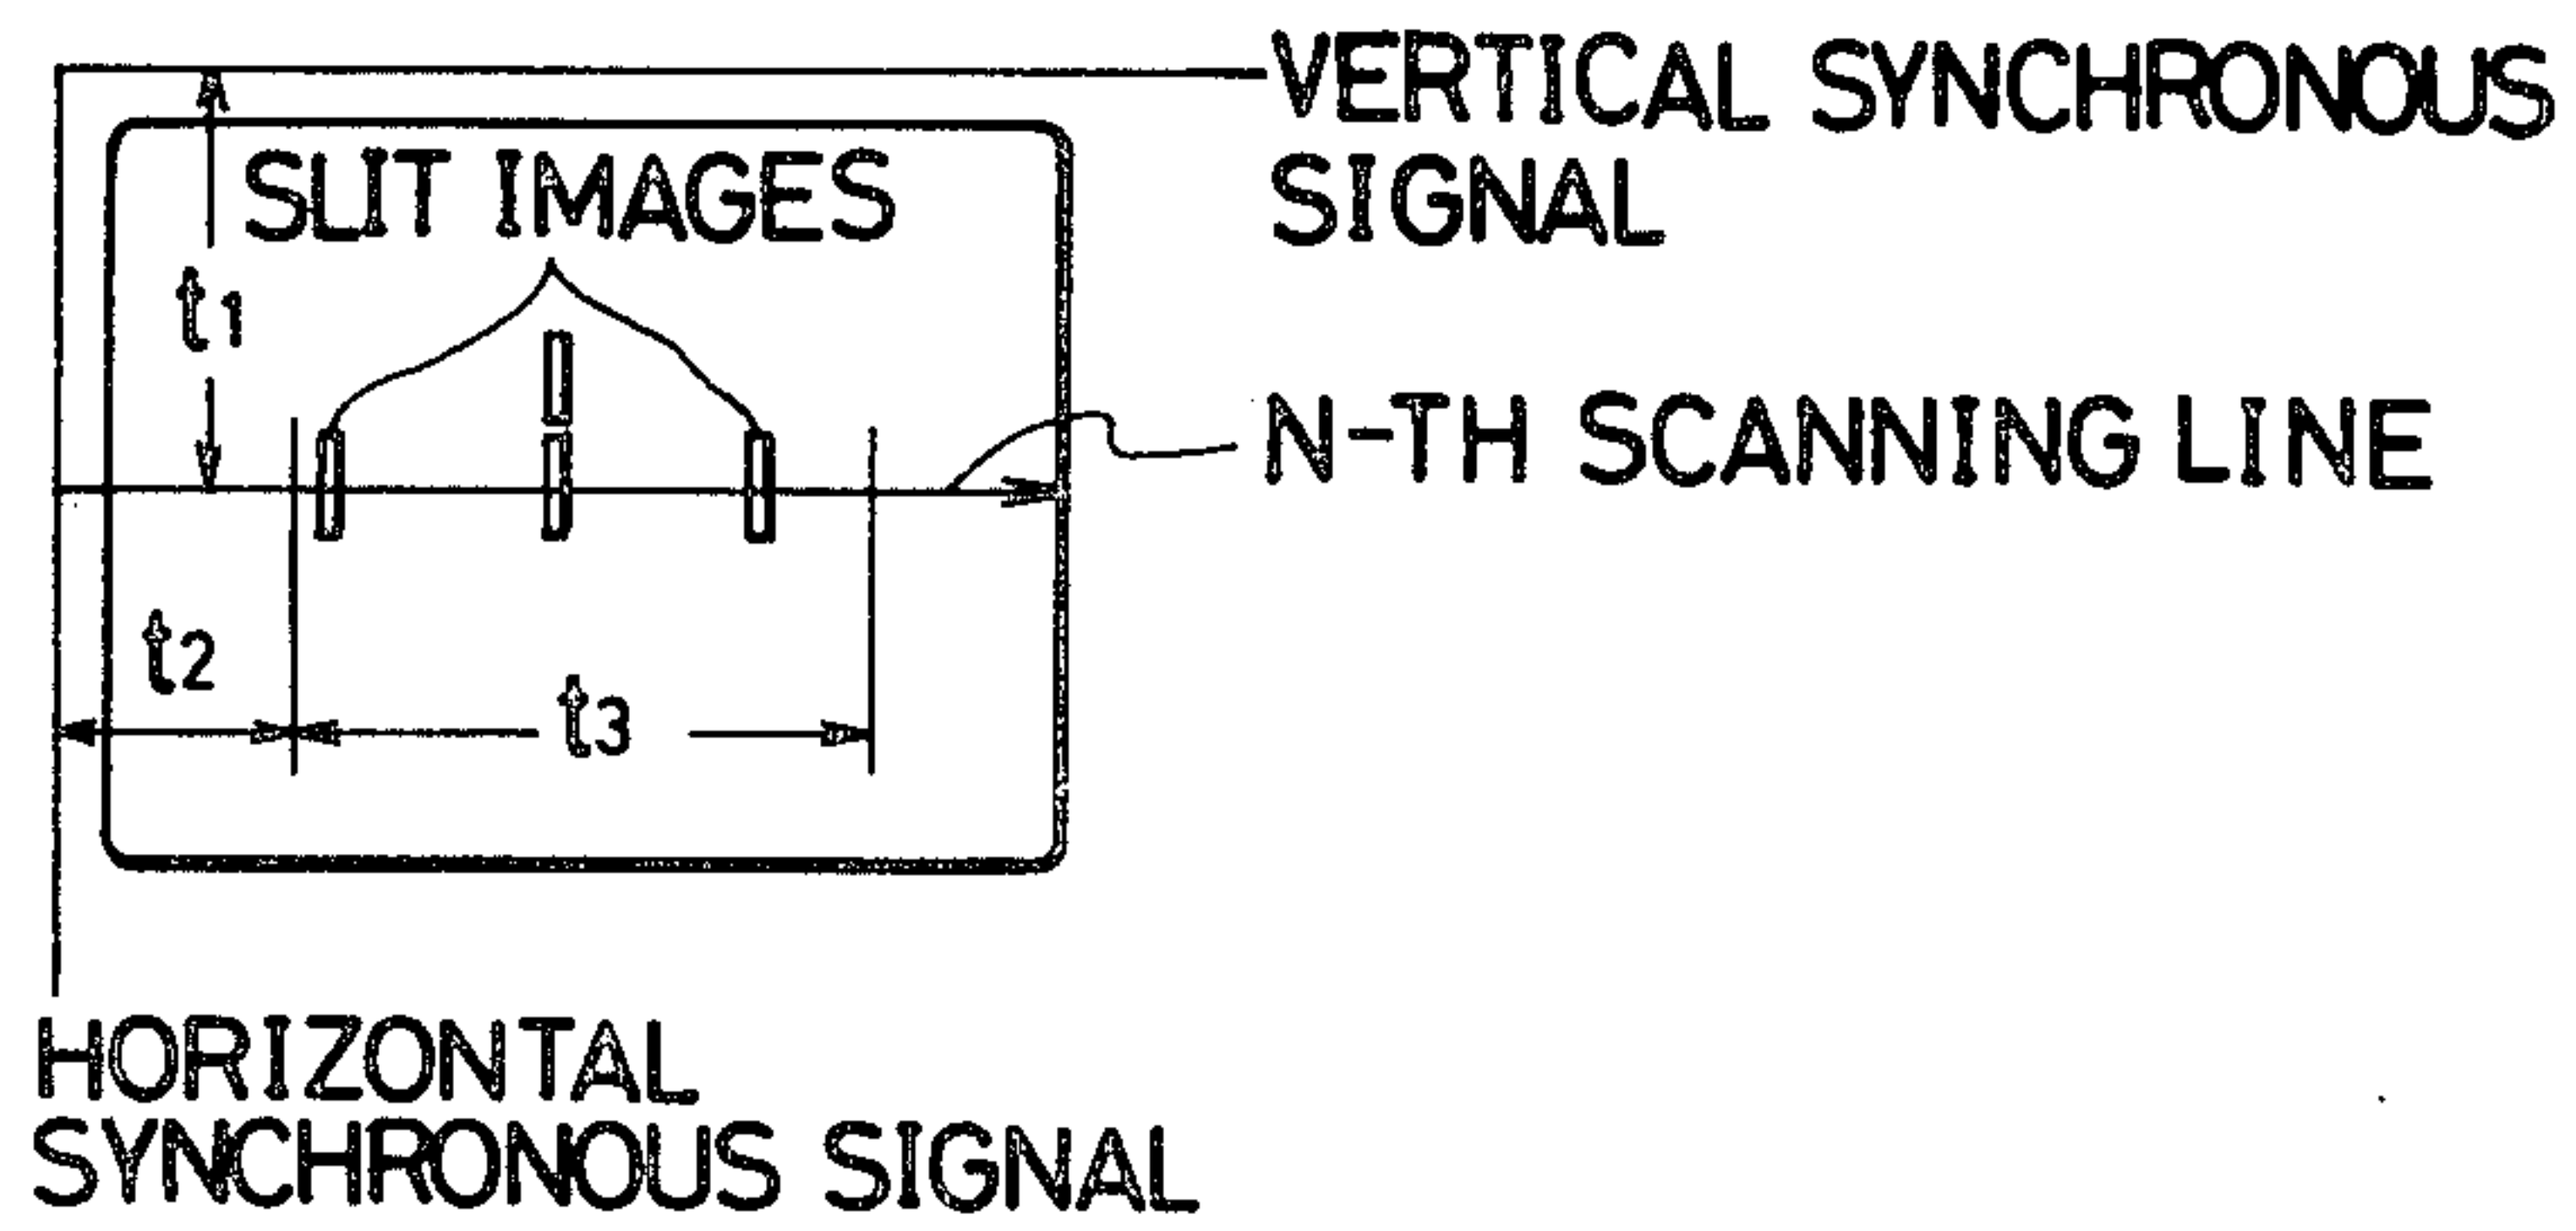 VERTICAL SYNCHRONOUS
SIGNAL
SLIT IMAGES
t1
N-TH SCANNING LINE
t2
t3
HORIZONTAL
SYNCHRONOUS SIGNAL